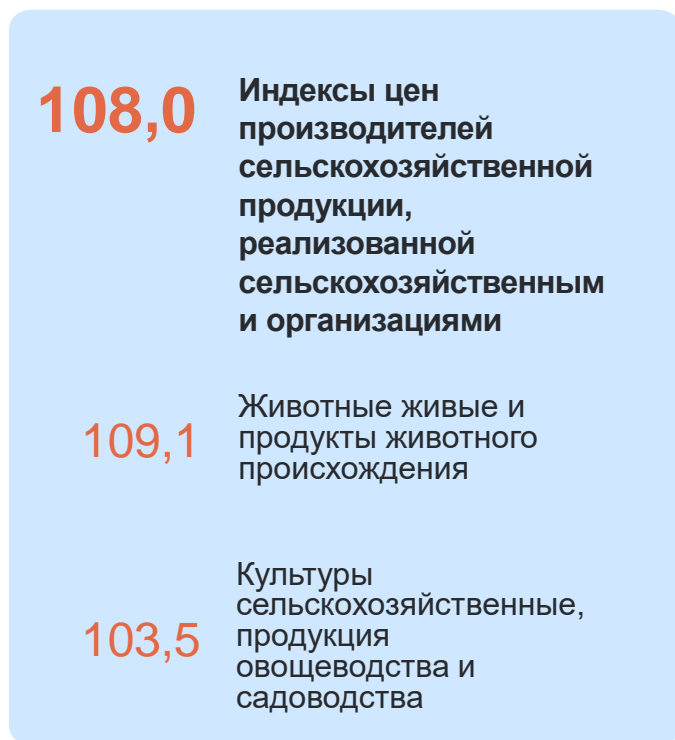 108,0
Индексы цен
производителей
сельскохозяйственной
продукции,
реализованной
сельскохозяйственным
и организациями
109,1
Животные живые и
продукты животного
происхождения
103,5
Культуры
сельскохозяйственные,
продукция
овощеводства и
садоводства